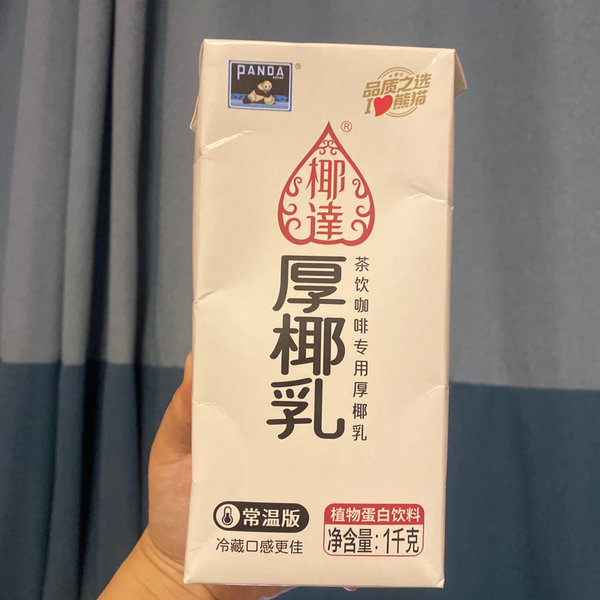 PANDA
®
品质之选
I❤熊猫
®
椰達
茶饮咖啡专用厚椰乳
厚椰乳
常温版
冷藏口感更佳
植物蛋白饮料
净含量:1千克